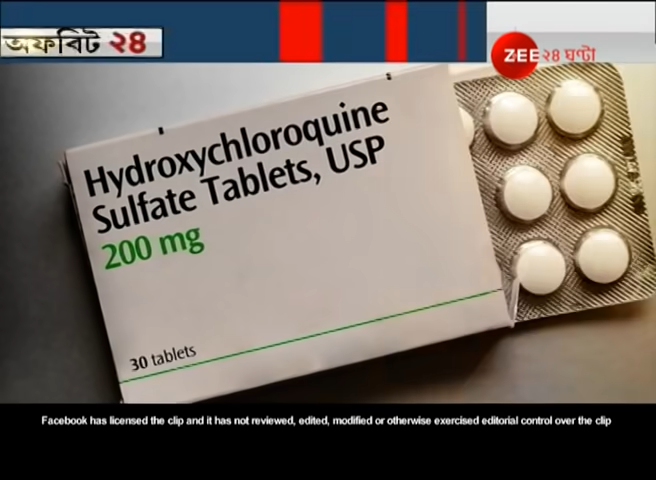 অফবিট ২৪
ZEE ২৪ ঘণ্টা
Hydroxychloroquine
Sulfate Tablets, USP
200 mg
30 tablets
Facebook has licensed the clip and it has not reviewed, edited, modified or otherwise exercised editorial control over the clip